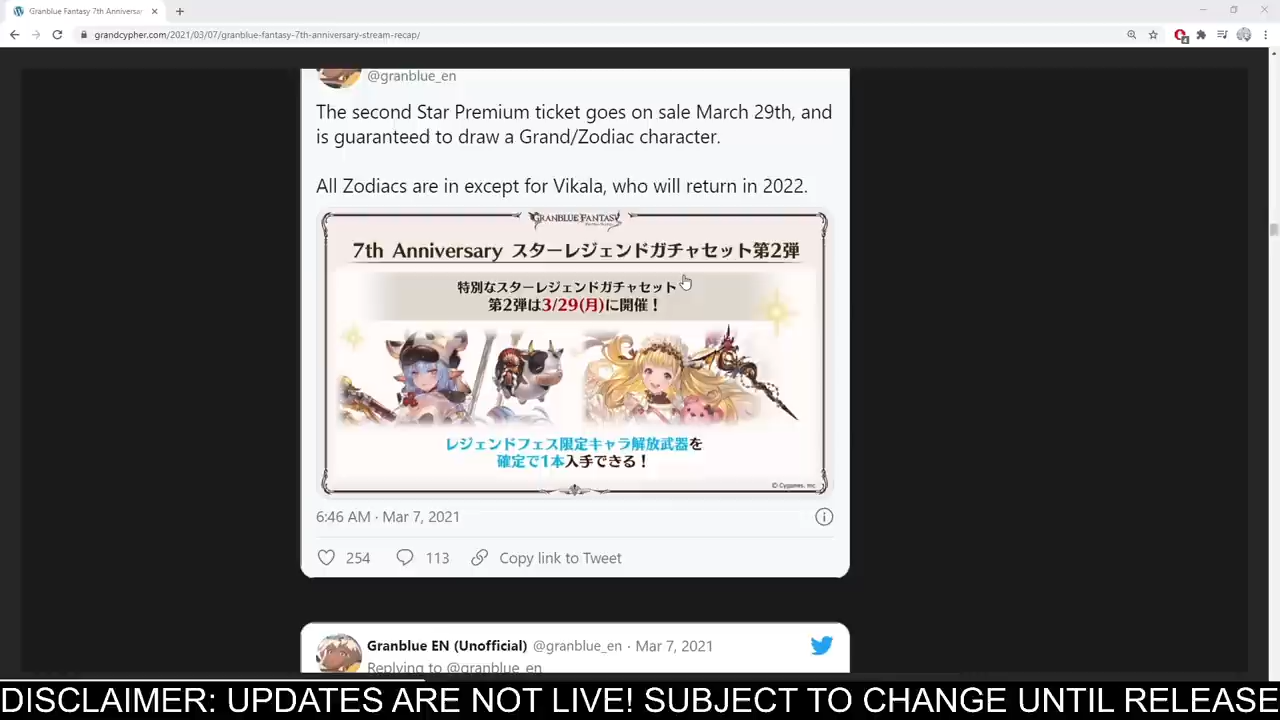 Granblue Fantasy 7th Anniversa
grandcypher.com/2021/03/07/granblue-fantasy-7th-anniversary-stream-recap/
@granblue_en
The second Star Premium ticket goes on sale March 29th, and
is guaranteed to draw a Grand/Zodiac character.
All Zodiacs are in except for Vikala, who will return in 2022.
GRANBLUE FANTASY
7th Anniversary スターレジェンドガチャセット第2弾
特別なスターレジェンドガチャセット
第2弾は3/29(月)に開催！
レジェンドフェス限定キャラ解放武器を
確定で1本入手できる！
© Cygames, Inc.
6:46 AM · Mar 7, 2021
254
113
Copy link to Tweet
Granblue EN (Unofficial) @granblue_en · Mar 7, 2021
Replying to @granblue_en
DISCLAIMER: UPDATES ARE NOT LIVE! SUBJECT TO CHANGE UNTIL RELEASE